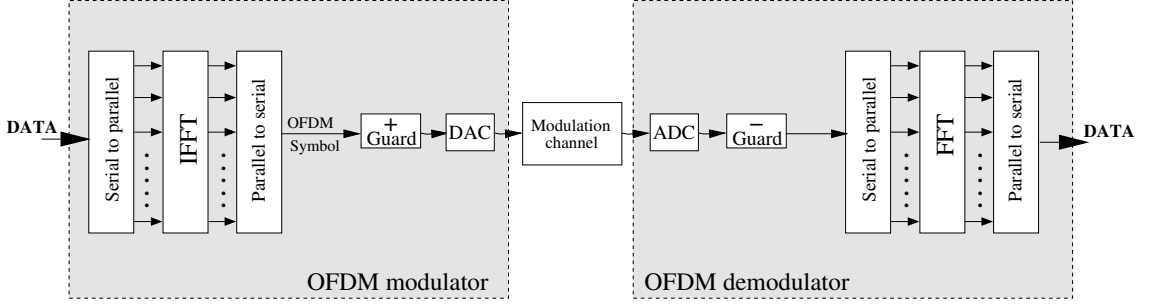 DATA
Serial to parallel
IFFT
Parallel to serial
OFDM
Symbol
+
Guard
DAC
Modulation
channel
ADC
−
Guard
Serial to parallel
FFT
Parallel to serial
DATA
OFDM modulator
OFDM demodulator